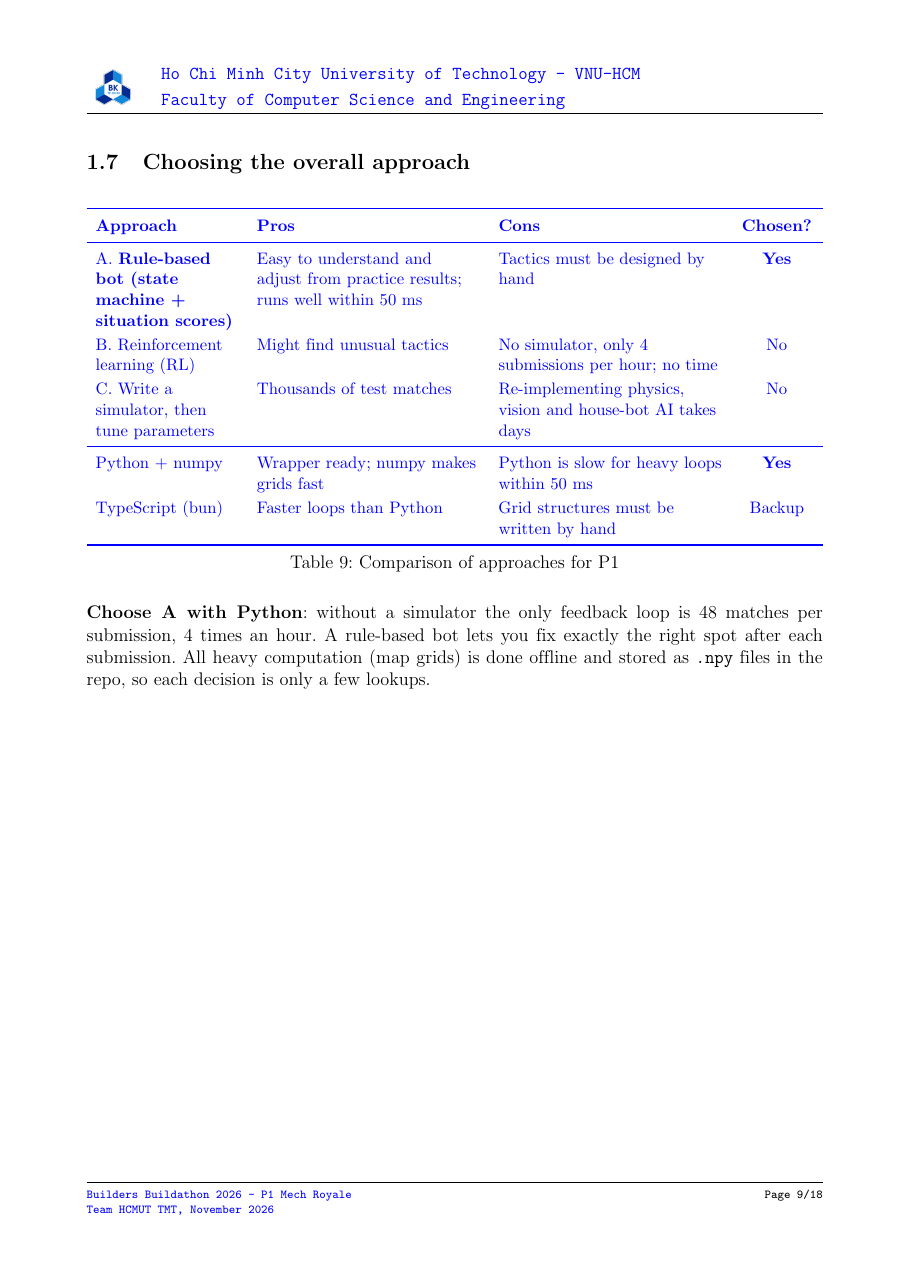 BK
Ho Chi Minh City University of Technology - VNU-HCM
Faculty of Computer Science and Engineering
1.7 Choosing the overall approach
Approach Pros Cons Chosen?
A. Rule-based bot (state machine + situation scores) Easy to understand and adjust from practice results; runs well within 50 ms Tactics must be designed by hand Yes
B. Reinforcement learning (RL) Might find unusual tactics No simulator, only 4 submissions per hour; no time No
C. Write a simulator, then tune parameters Thousands of test matches Re-implementing physics, vision and house-bot AI takes days No
Python + numpy Wrapper ready; numpy makes grids fast Python is slow for heavy loops within 50 ms Yes
TypeScript (bun) Faster loops than Python Grid structures must be written by hand Backup
Table 9: Comparison of approaches for P1
Choose A with Python: without a simulator the only feedback loop is 48 matches per
submission, 4 times an hour. A rule-based bot lets you fix exactly the right spot after each
submission. All heavy computation (map grids) is done offline and stored as .npy files in the
repo, so each decision is only a few lookups.
Builders Buildathon 2026 - P1 Mech Royale
Team HCMUT TMT, November 2026
Page 9/18